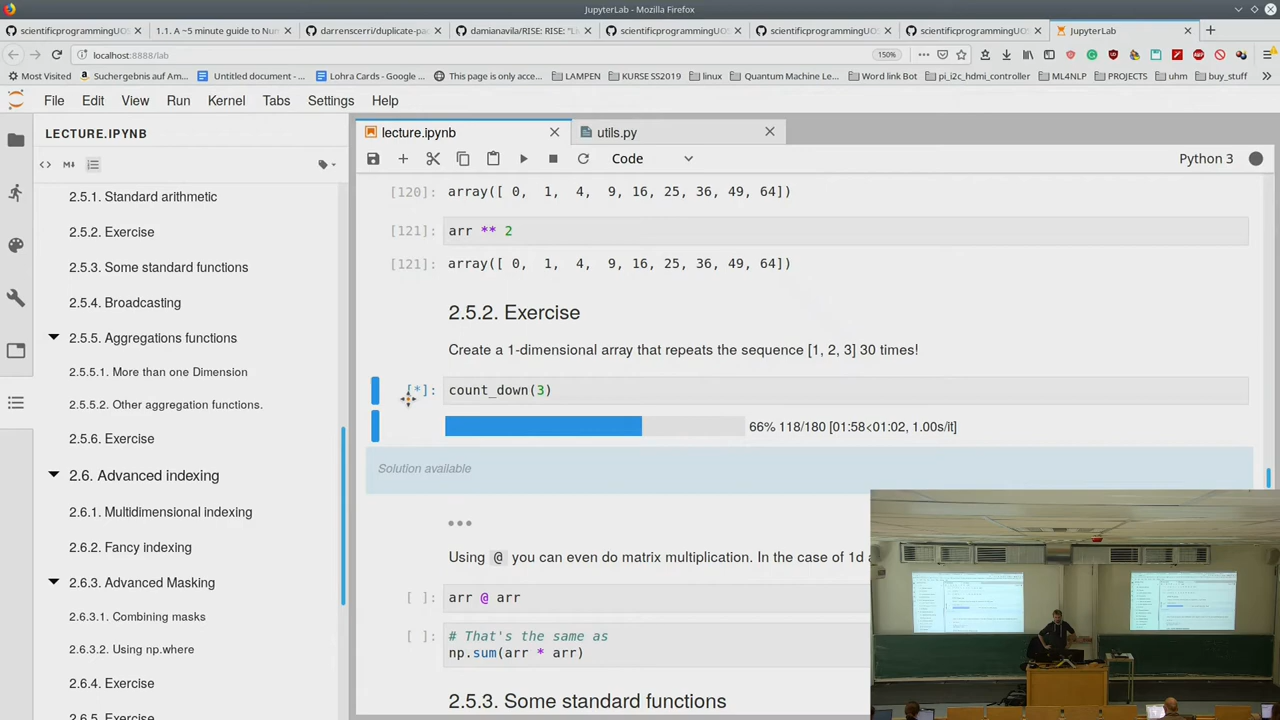 JupyterLab - Mozilla Firefox
scientificprogrammingUOS
1.1. A ~5 minute guide to Nu
darrenscerri/duplicate-pa
damianavila/RISE: RISE: "Li
scientificprogrammingUOS
scientificprogrammingUOS
scientificprogrammingUOS
JupyterLab
localhost:8888/lab
150%
Most Visited
Suchergebnis auf Am...
Untitled document - ...
Lohra Cards - Google ...
This page is only acce...
LAMPEN
KURSE SS2019
linux
Quantum Machine Le...
Word link Bot
pi_i2c_hdmi_controller
ML4NLP
PROJECTS
uhm
buy_stuff
File Edit View Run Kernel Tabs Settings Help
LECTURE.IPYNB
lecture.ipynb
utils.py
Code
Python 3
2.5.1. Standard arithmetic
2.5.2. Exercise
2.5.3. Some standard functions
2.5.4. Broadcasting
2.5.5. Aggregations functions
2.5.5.1. More than one Dimension
2.5.5.2. Other aggregation functions.
2.5.6. Exercise
2.6. Advanced indexing
2.6.1. Multidimensional indexing
2.6.2. Fancy indexing
2.6.3. Advanced Masking
2.6.3.1. Combining masks
2.6.3.2. Using np.where
2.6.4. Exercise
2.6.5. Exercise
[120]: array([ 0, 1, 4, 9, 16, 25, 36, 49, 64])
[121]: arr ** 2
[121]: array([ 0, 1, 4, 9, 16, 25, 36, 49, 64])
2.5.2. Exercise
Create a 1-dimensional array that repeats the sequence [1, 2, 3] 30 times!
[*]: count_down(3)
66% 118/180 [01:58<01:02, 1.00s/it]
Solution available
Using @ you can even do matrix multiplication. In the case of 1d
[ ]: arr @ arr
[ ]: # That's the same as
np.sum(arr * arr)
2.5.3. Some standard functions